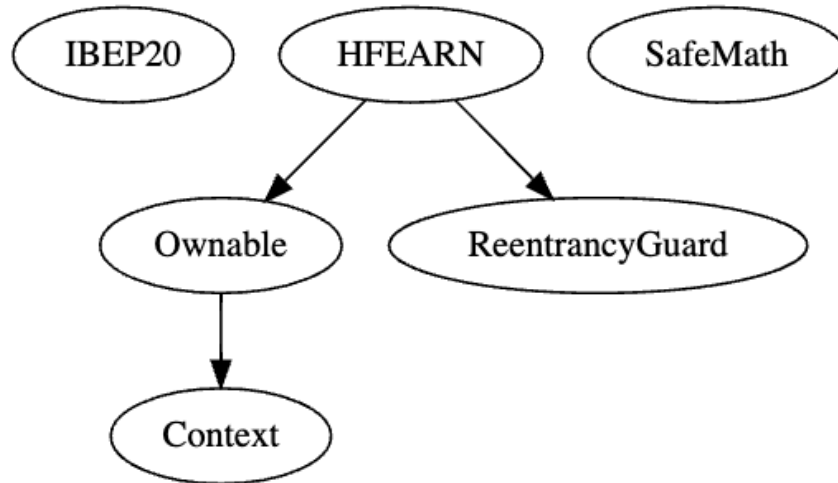 IBEP20
HFEARN
SafeMath
Ownable
ReentrancyGuard
Context